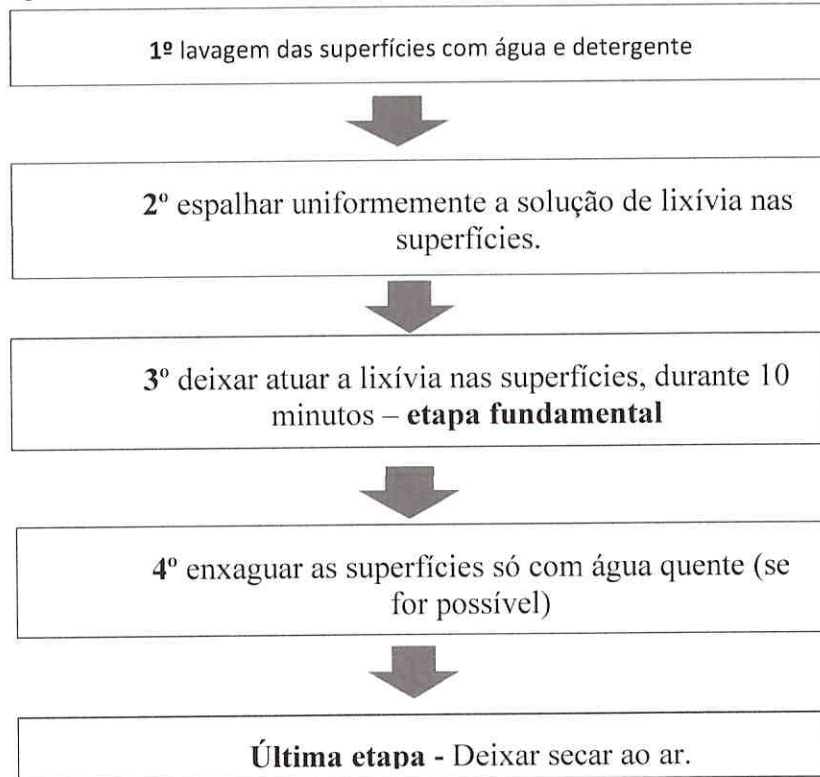 1º lavagem das superfícies com água e detergente
2º espalhar uniformemente a solução de lixívia nas
superfícies.
3º deixar atuar a lixívia nas superfícies, durante 10
minutos – etapa fundamental
4º enxaguar as superfícies só com água quente (se
for possível)
Última etapa - Deixar secar ao ar.